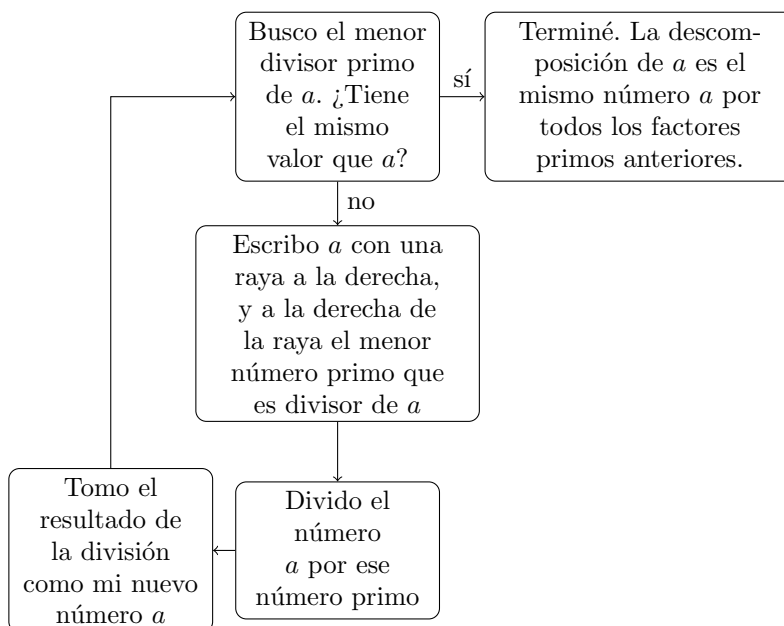 Busco el menor
divisor primo
de a. ¿Tiene
el mismo
valor que a?
sí
Terminé. La descom-
posición de a es el
mismo número a por
todos los factores
primos anteriores.
no
Escribo a con una
raya a la derecha,
y a la derecha de
la raya el menor
número primo que
es divisor de a
Divido el
número
a por ese
número primo
Tomo el
resultado de
la división
como mi nuevo
número a